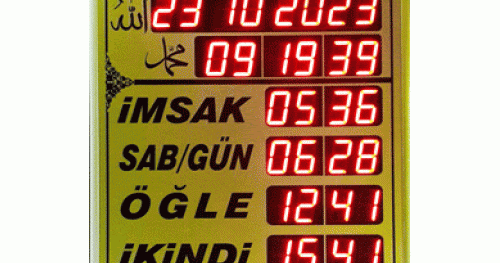 الله 23 10 2023
محمد 09 19 39
İMSAK 05 36
SAB/GÜN 06 28
ÖĞLE 12 41
İKİNDİ 15 41